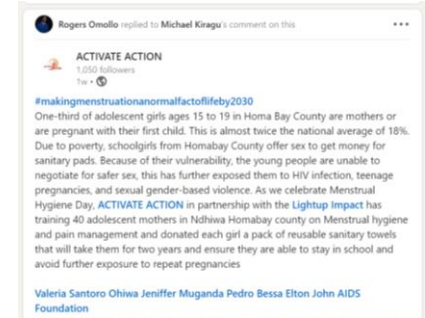 Rogers Omollo replied to Michael Kiragu's comment on this
ACTIVATE ACTION
1,050 followers
1w •
#makingmenstruationanormalfactoflifeby2030
One-third of adolescent girls ages 15 to 19 in Homa Bay County are mothers or
are pregnant with their first child. This is almost twice the national average of 18%.
Due to poverty, schoolgirls from Homabay County offer sex to get money for
sanitary pads. Because of their vulnerability, the young people are unable to
negotiate for safer sex, this has further exposed them to HIV infection, teenage
pregnancies, and sexual gender-based violence. As we celebrate Menstrual
Hygiene Day, ACTIVATE ACTION in partnership with the Lightup Impact has
training 40 adolescent mothers in Ndhiwa Homabay county on Menstrual hygiene
and pain management and donated each girl a pack of reusable sanitary towels
that will take them for two years and ensure they are able to stay in school and
avoid further exposure to repeat pregnancies
Valeria Santoro Ohiwa Jeniffer Muganda Pedro Bessa Elton John AIDS
Foundation